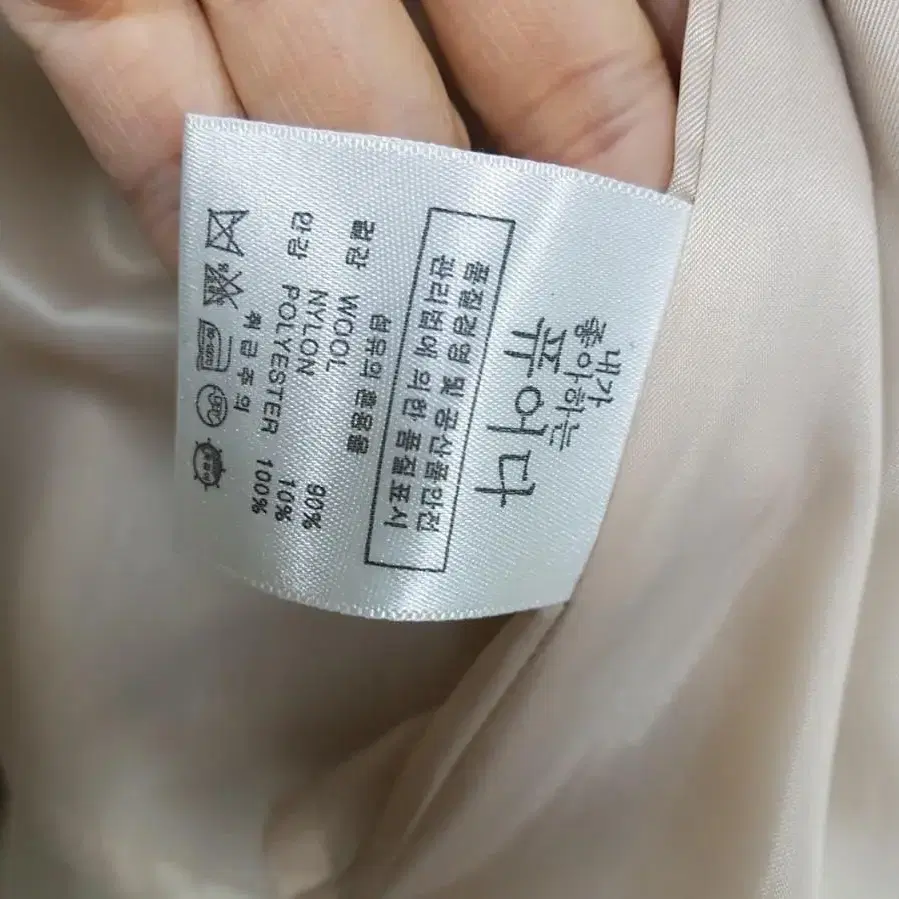 내가
좋아하는
퓨어다
품질경영 및 공산품안전
관리법에 의한 품질표시
섬유의 혼용율
겉감 WOOL 90%
NYLON 10%
안감 POLYESTER 100%
취급주의